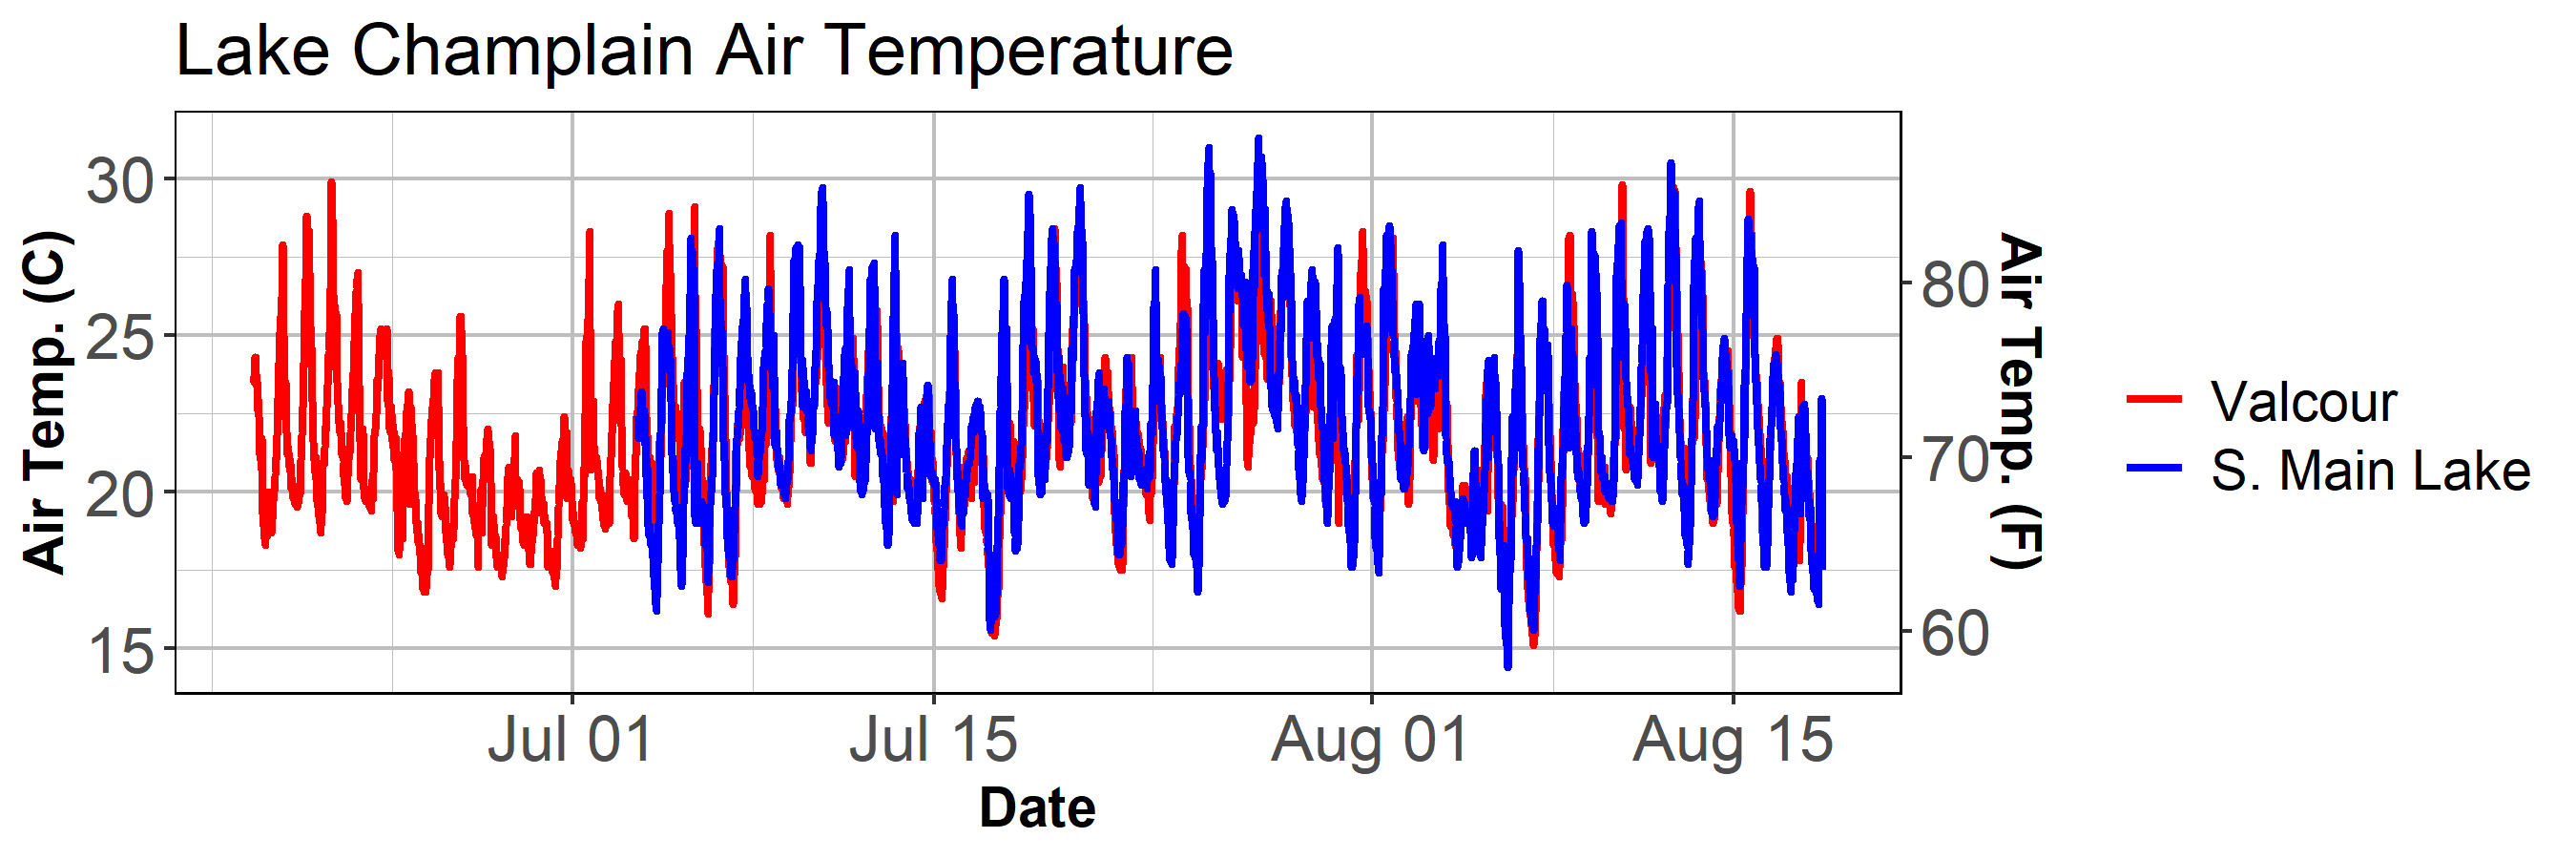 Lake Champlain Air Temperature
Air Temp. (C)
30
25
20
15
80
70
60
Air Temp. (F)
Jul 01
Jul 15
Aug 01
Aug 15
Date
Valcour
S. Main Lake